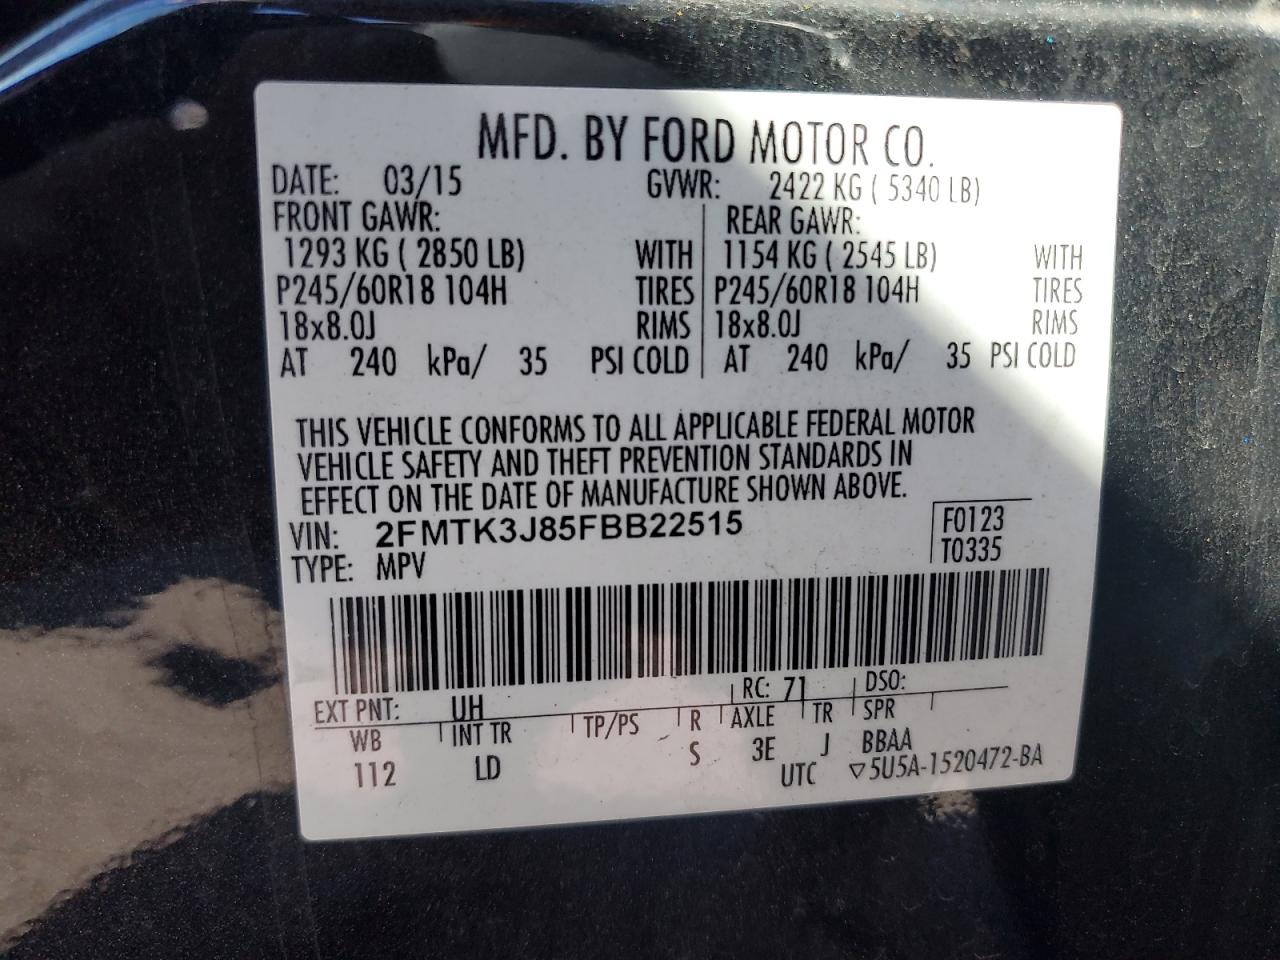 MFD. BY FORD MOTOR CO.
DATE: 03/15 GVWR: 2422 KG ( 5340 LB)
FRONT GAWR: REAR GAWR:
1293 KG ( 2850 LB) WITH 1154 KG ( 2545 LB) WITH
P245/60R18 104H TIRES P245/60R18 104H TIRES
18x8.0J RIMS 18x8.0J RIMS
AT 240 kPa/ 35 PSI COLD AT 240 kPa/ 35 PSI COLD
THIS VEHICLE CONFORMS TO ALL APPLICABLE FEDERAL MOTOR
VEHICLE SAFETY AND THEFT PREVENTION STANDARDS IN
EFFECT ON THE DATE OF MANUFACTURE SHOWN ABOVE.
VIN: 2FMTK3J85FBB22515 F0123
TYPE: MPV T0335
EXT PNT: UH RC: 71 DSO:
WB INT TR TP/PS R AXLE TR SPR
112 LD S 3E J BBAA
UTC ▽5U5A-1520472-BA